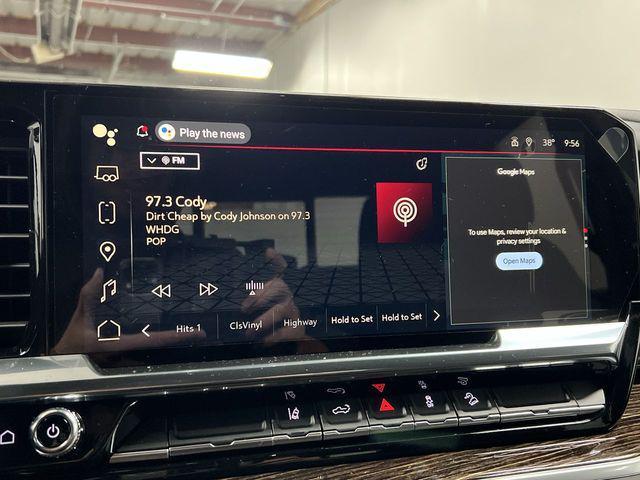 Play the news
38° 9:56
FM
Google Maps
97.3 Cody
Dirt Cheap by Cody Johnson on 97.3
WHDG
POP
To use Maps, review your location &
privacy settings
Open Maps
Hits 1 ClsVinyl Highway Hold to Set Hold to Set